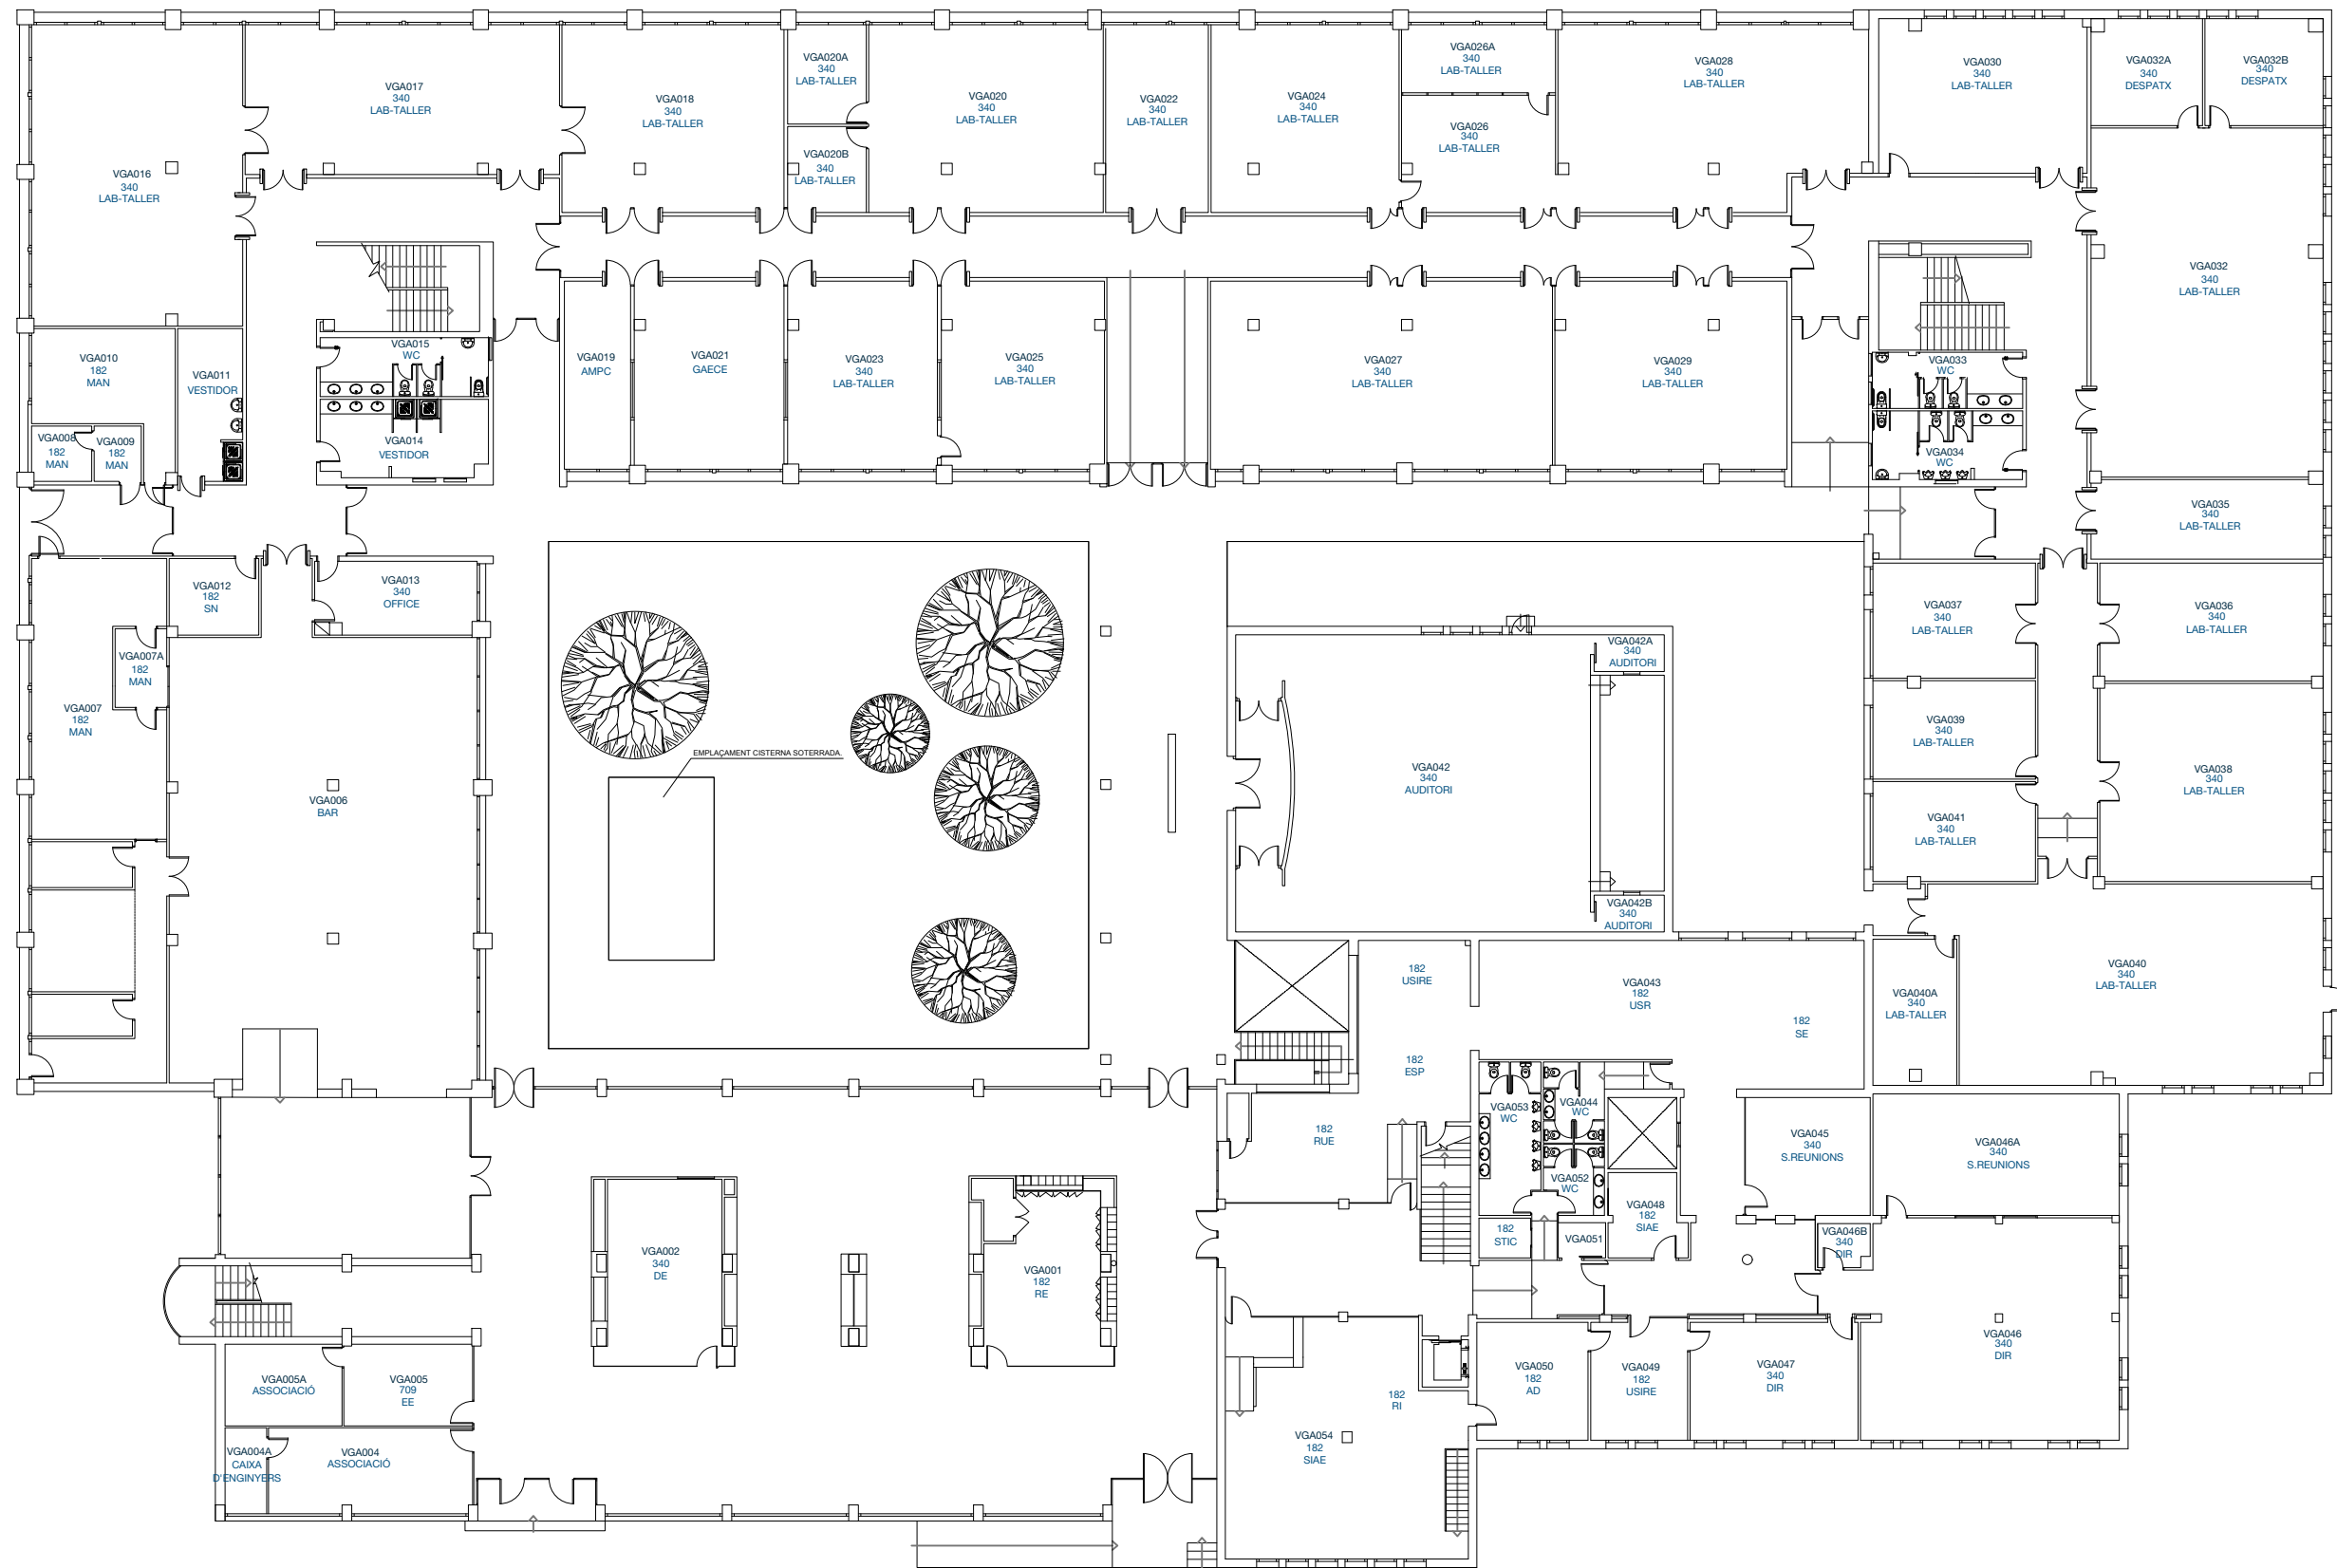 VGA016
340
LAB-TALLER
VGA017
340
LAB-TALLER
VGA018
340
LAB-TALLER
VGA020A
340
LAB-TALLER
VGA020B
340
LAB-TALLER
VGA020
340
LAB-TALLER
VGA022
340
LAB-TALLER
VGA024
340
LAB-TALLER
VGA026A
340
LAB-TALLER
VGA026
340
LAB-TALLER
VGA028
340
LAB-TALLER
VGA030
340
LAB-TALLER
VGA032A
340
DESPATX
VGA032B
340
DESPATX
VGA032
340
LAB-TALLER
VGA010
182
MAN
VGA011
VESTIDOR
VGA015
WC
VGA014
VESTIDOR
VGA008
182
MAN
VGA009
182
MAN
VGA019
AMPC
VGA021
GAECE
VGA023
340
LAB-TALLER
VGA025
340
LAB-TALLER
VGA027
340
LAB-TALLER
VGA029
340
LAB-TALLER
VGA033
WC
VGA034
WC
VGA035
340
LAB-TALLER
VGA012
182
SN
VGA013
340
OFFICE
VGA007A
182
MAN
VGA007
182
MAN
VGA006
BAR
EMPLAÇAMENT CISTERNA SOTERRADA.
VGA042A
340
AUDITORI
VGA042
340
AUDITORI
VGA042B
340
AUDITORI
VGA037
340
LAB-TALLER
VGA036
340
LAB-TALLER
VGA039
340
LAB-TALLER
VGA038
340
LAB-TALLER
VGA041
340
LAB-TALLER
VGA040
340
LAB-TALLER
VGA040A
340
LAB-TALLER
182
USIRE
VGA043
182
USR
182
SE
182
ESP
182
RUE
VGA053
WC
VGA044
WC
VGA052
WC
VGA045
340
S.REUNIONS
VGA046A
340
S.REUNIONS
VGA048
182
SIAE
182
STIC
VGA051
VGA046B
340
DIR
VGA002
340
DE
VGA001
182
RE
VGA046
340
DIR
VGA050
182
AD
VGA049
182
USIRE
VGA047
340
DIR
182
RI
VGA054
182
SIAE
VGA005A
ASSOCIACIÓ
VGA005
709
EE
VGA004A
CAIXA
D'ENGINYERS
VGA004
ASSOCIACIÓ